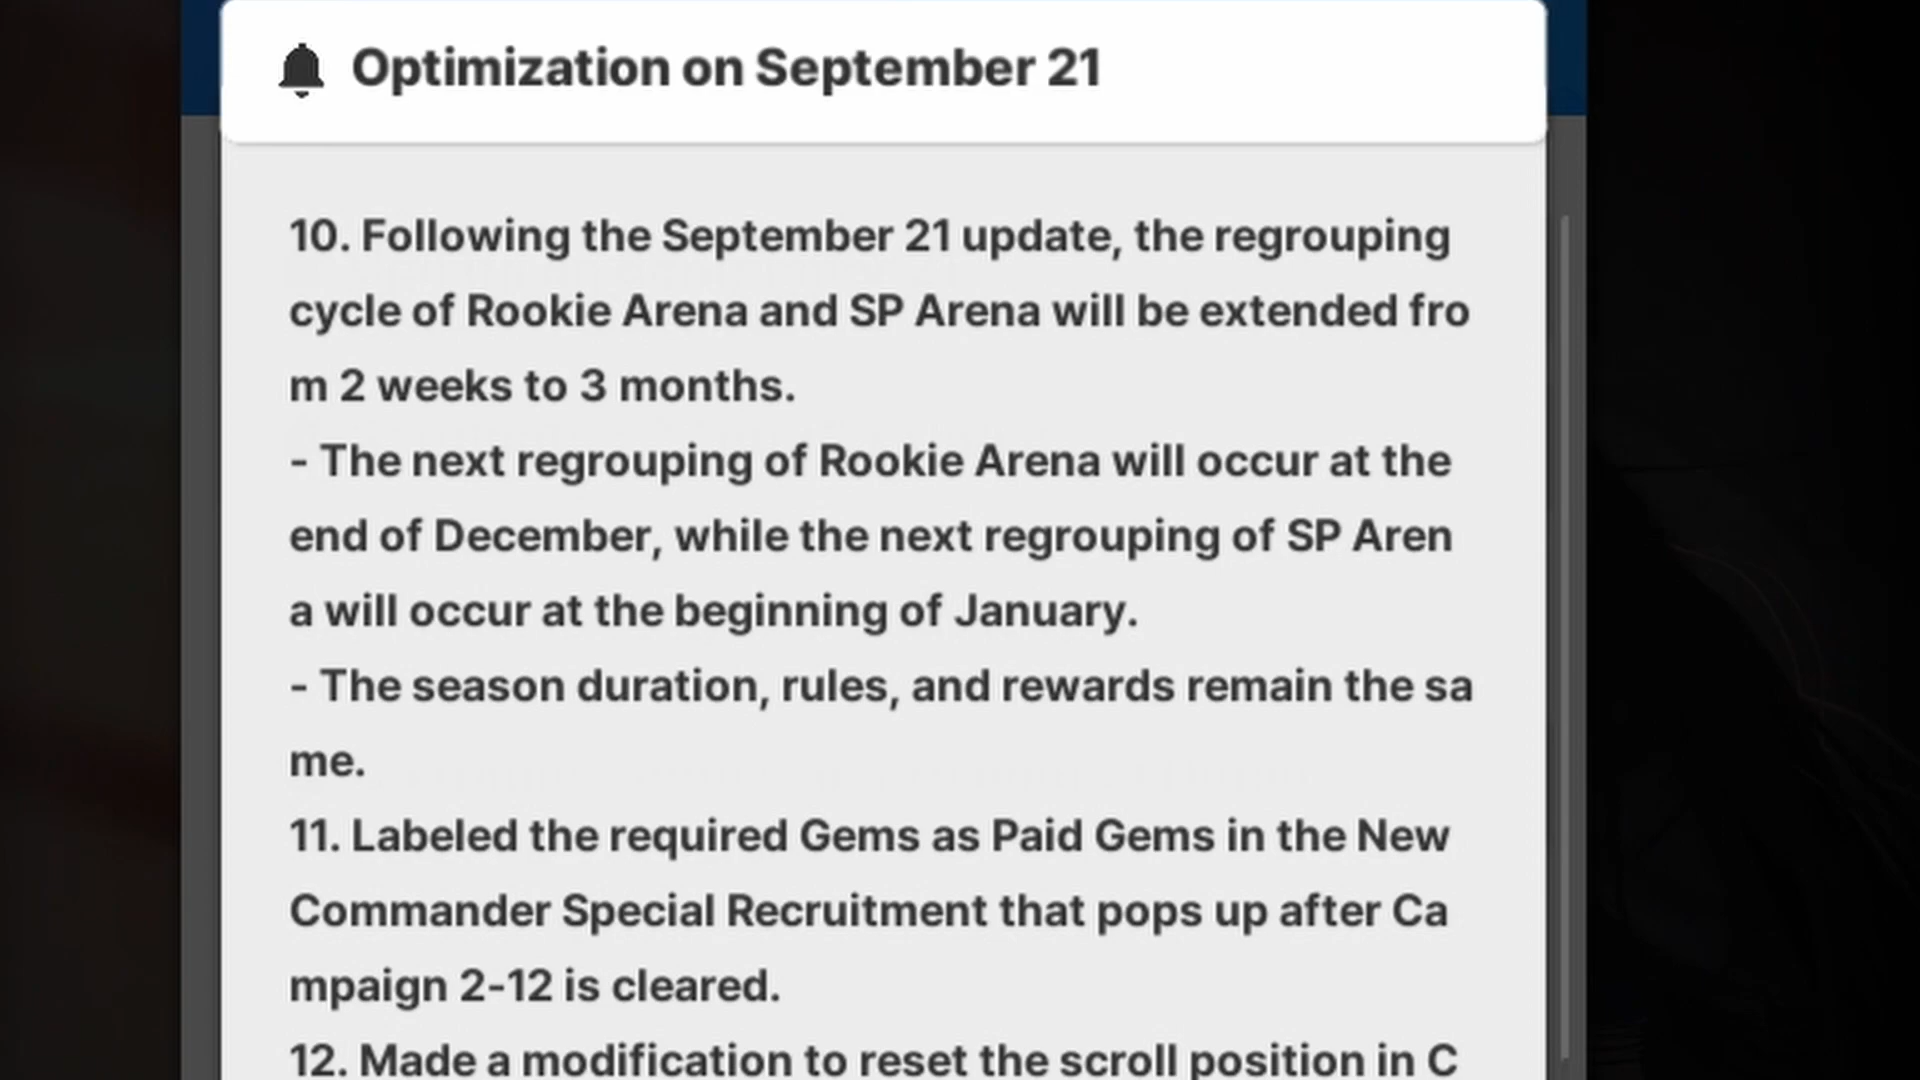 Optimization on September 21
10. Following the September 21 update, the regrouping
cycle of Rookie Arena and SP Arena will be extended fro
m 2 weeks to 3 months.
- The next regrouping of Rookie Arena will occur at the
end of December, while the next regrouping of SP Aren
a will occur at the beginning of January.
- The season duration, rules, and rewards remain the sa
me.
11. Labeled the required Gems as Paid Gems in the New
Commander Special Recruitment that pops up after Ca
mpaign 2-12 is cleared.
12. Made a modification to reset the scroll position in C